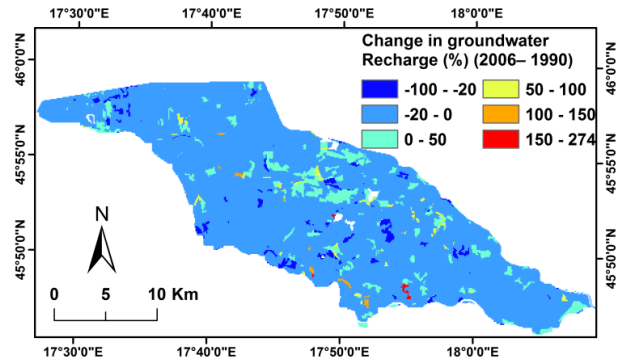 17°30'0"E 17°40'0"E 17°50'0"E 18°0'0"E
Change in groundwater
Recharge (%) (2006– 1990)
-100 - -20 50 - 100
-20 - 0 100 - 150
0 - 50 150 - 274
46°0'0"N 46°0'0"N
45°55'0"N 45°55'0"N
45°50'0"N 45°50'0"N
N
0 5 10 Km
17°30'0"E 17°40'0"E 17°50'0"E 18°0'0"E